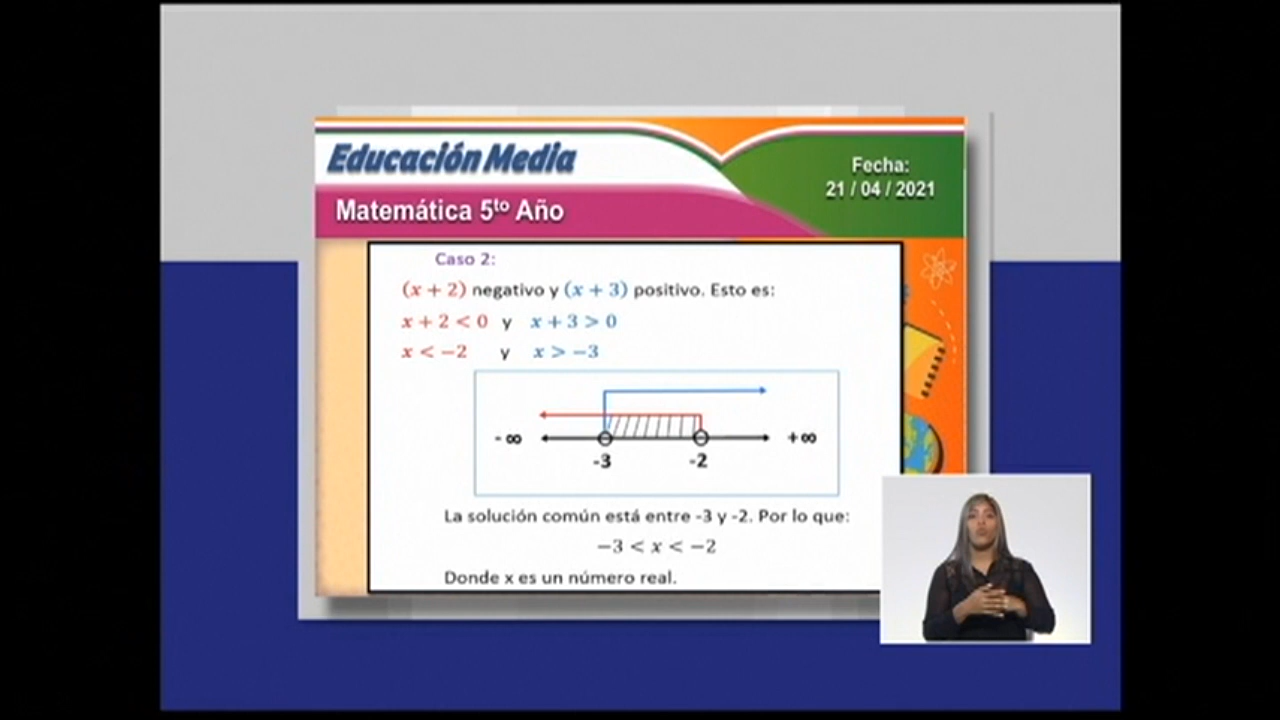 Educación Media
Fecha:
21 / 04 / 2021
Matemática 5to Año
Caso 2:
(x + 2) negativo y (x + 3) positivo. Esto es:
x + 2 < 0 y x + 3 > 0
x < −2 y x > −3
- ∞ + ∞
-3 -2
La solución común está entre -3 y -2. Por lo que:
−3 < x < −2
Donde x es un número real.